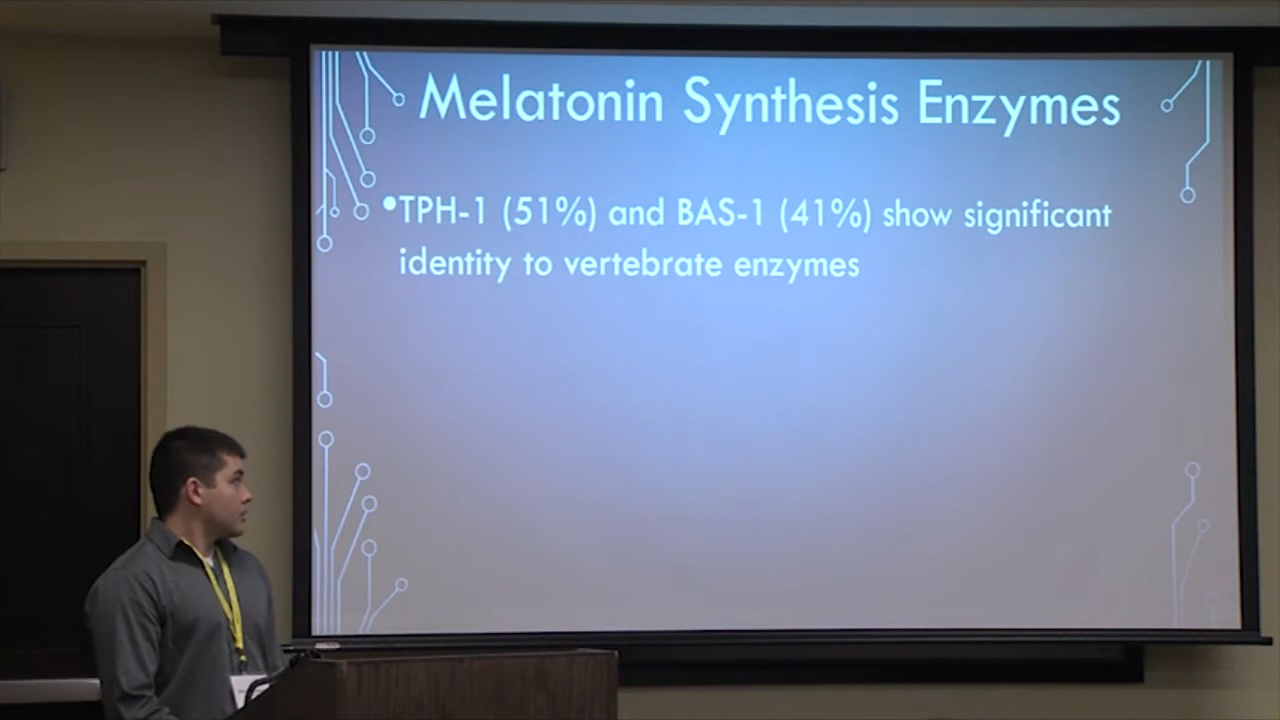 Melatonin Synthesis Enzymes
•TPH-1 (51%) and BAS-1 (41%) show significant
identity to vertebrate enzymes